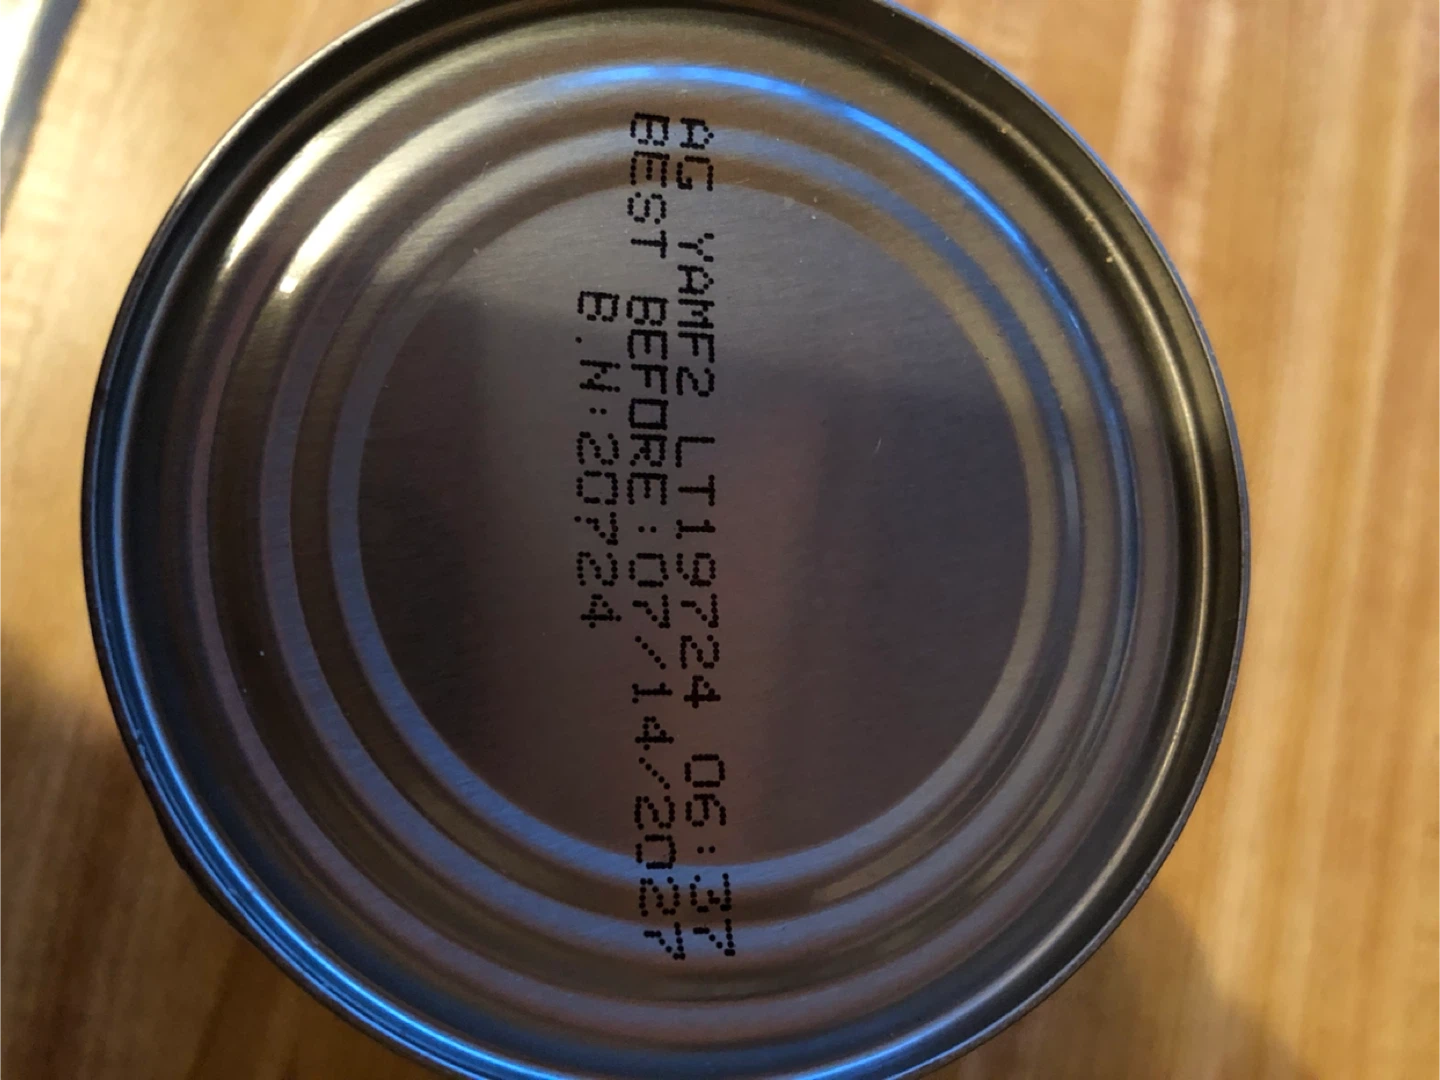 AG YAMF2 LT19724 06:37
BEST BEFORE:07/14/2027
B.N:20724